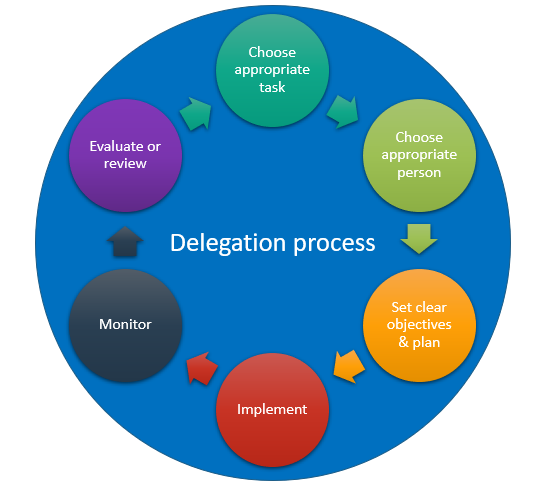 Choose
appropriate
task
Choose
appropriate
person
Set clear
objectives
& plan
Implement
Monitor
Evaluate or
review
Delegation process